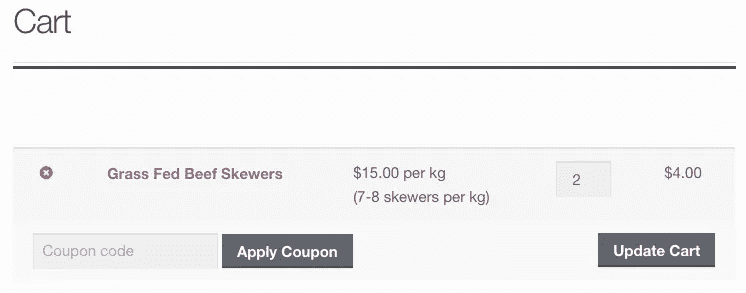 Cart
Grass Fed Beef Skewers $15.00 per kg 2 $4.00
(7-8 skewers per kg)
Coupon code Apply Coupon Update Cart